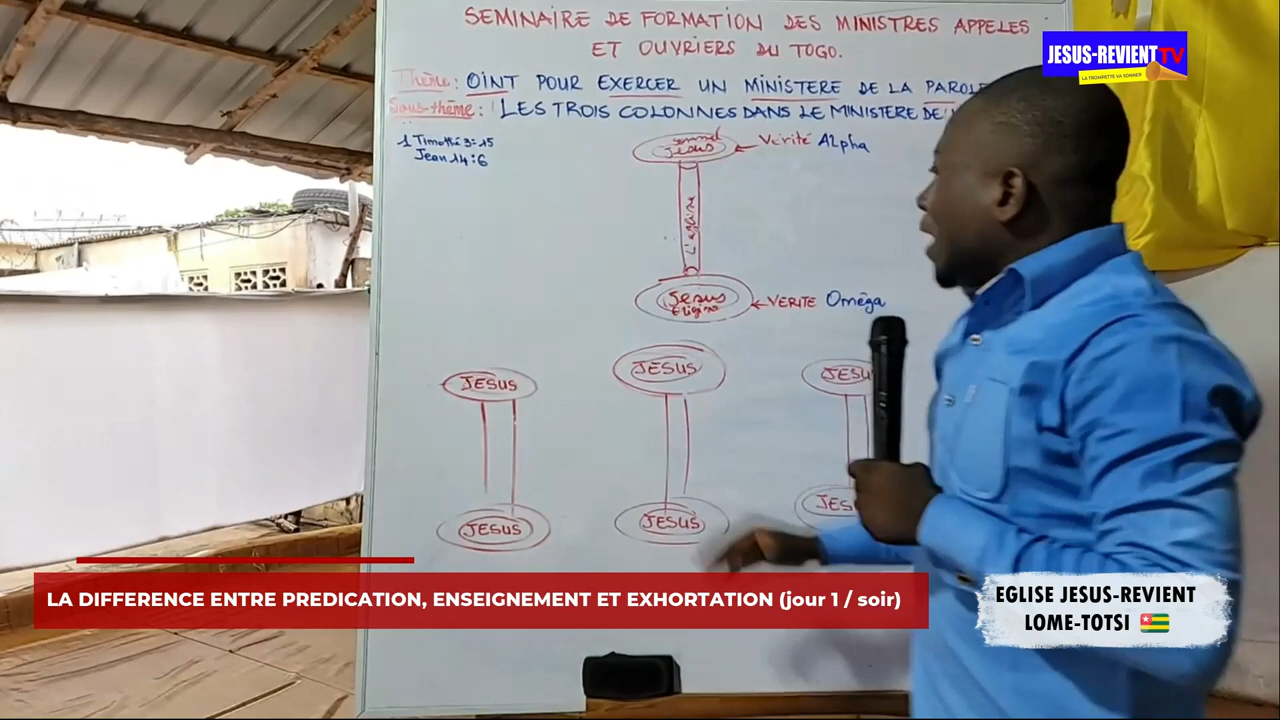 SEMINAIRE DE FORMATION DES MINISTRES APPELES
ET OUVRIERS DU TOGO.
Thème: OINT POUR EXERCER UN MINISTERE DE LA PAROLE
Sous-thème: LES TROIS COLONNES DANS LE MINISTERE DE
1 Timothé 3:15
Jean 14:6
Jesus
Vérité Alpha
L'eglise
Jesus
VERITE Oméga
JESUS
JESUS
JESU
JESUS
JESUS
JES
JESUS-REVIENT TV
LA TROMPETTE VA SONNER
LA DIFFERENCE ENTRE PREDICATION, ENSEIGNEMENT ET EXHORTATION (jour 1 / soir)
EGLISE JESUS-REVIENT
LOME-TOTSI